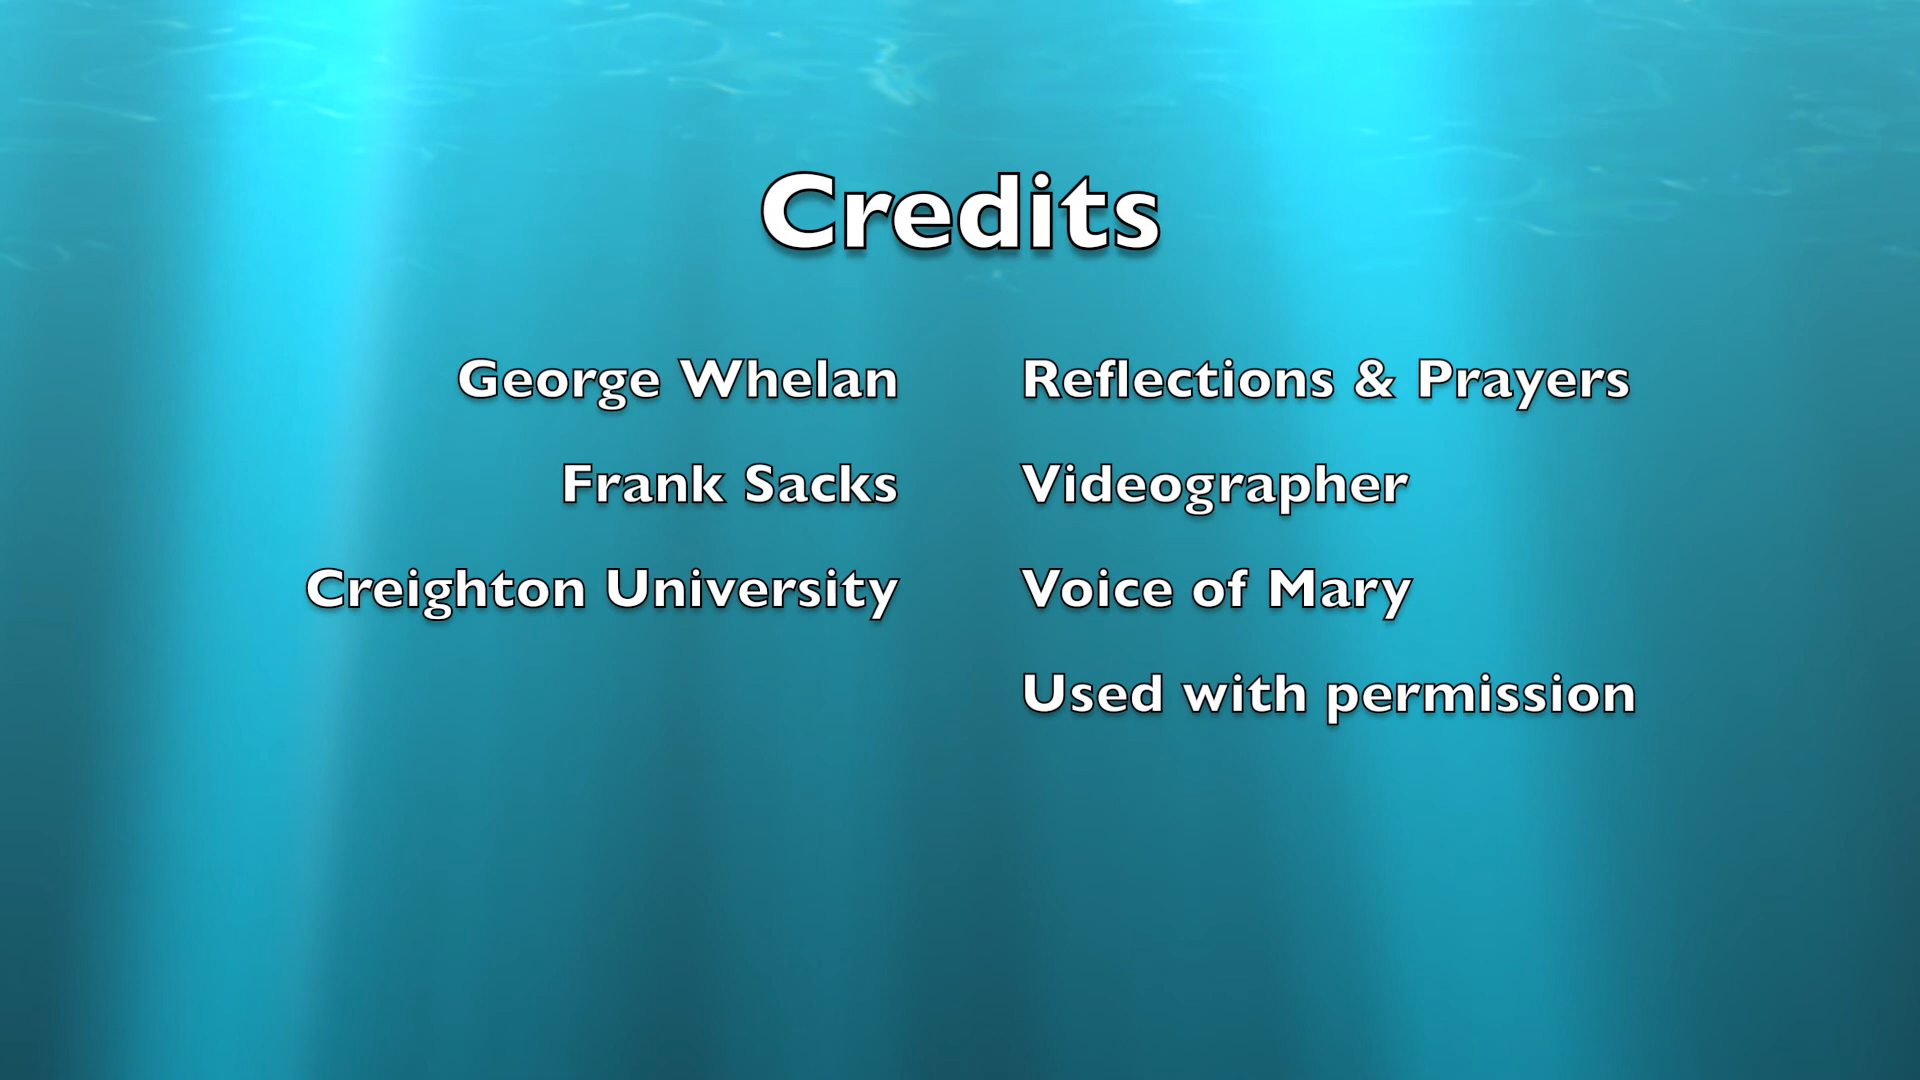 Credits
George Whelan Reflections & Prayers
Frank Sacks Videographer
Creighton University Voice of Mary
Used with permission